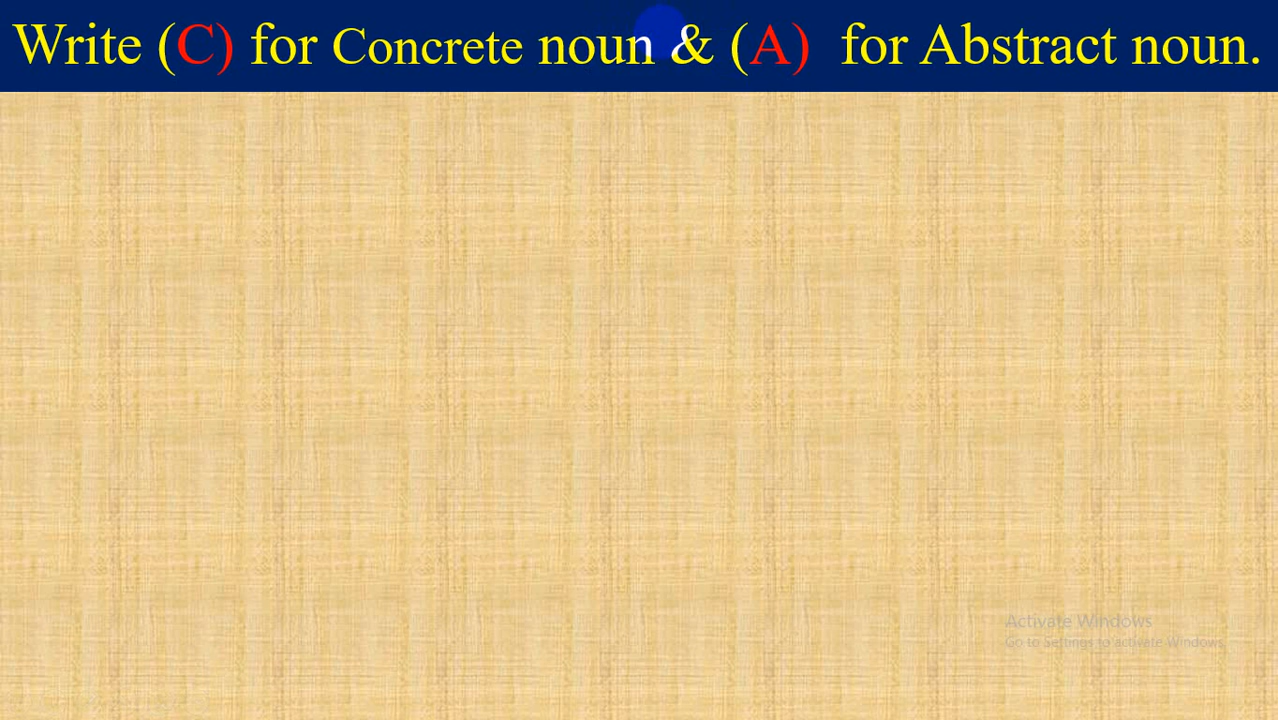 Write (C) for Concrete noun & (A) for Abstract noun.
Activate Windows
Go to Settings to activate Windows.